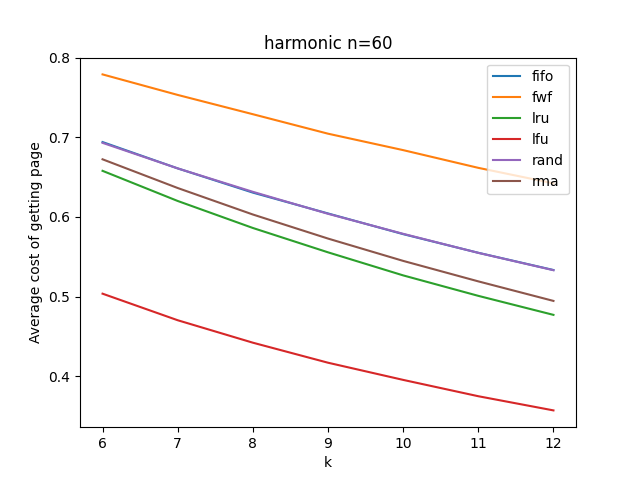 harmonic n=60
Average cost of getting page
0.8
0.7
0.6
0.5
0.4
fifo
fwf
lru
lfu
rand
rma
6 7 8 9 10 11 12
k